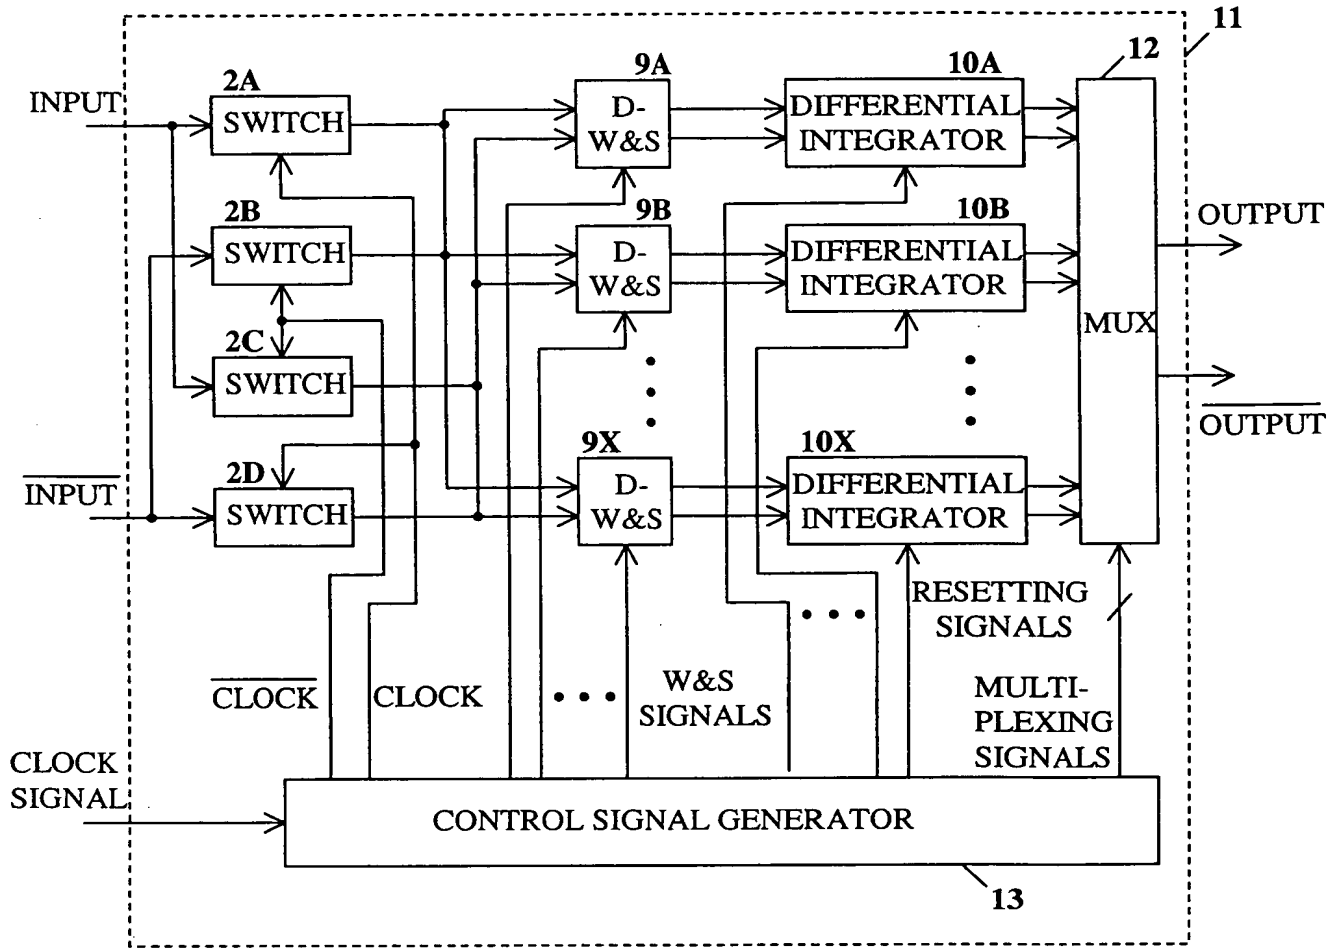 11
12
9A
10A
2A
INPUT
SWITCH
D-
W&S
DIFFERENTIAL
INTEGRATOR
2B
9B
10B
SWITCH
D-
W&S
DIFFERENTIAL
INTEGRATOR
OUTPUT
MUX
2C
SWITCH
OUTPUT
9X
10X
2D
INPUT
SWITCH
D-
W&S
DIFFERENTIAL
INTEGRATOR
RESETTING
SIGNALS
CLOCK
CLOCK
W&S
SIGNALS
MULTI-
PLEXING
SIGNALS
CLOCK
SIGNAL
CONTROL SIGNAL GENERATOR
13